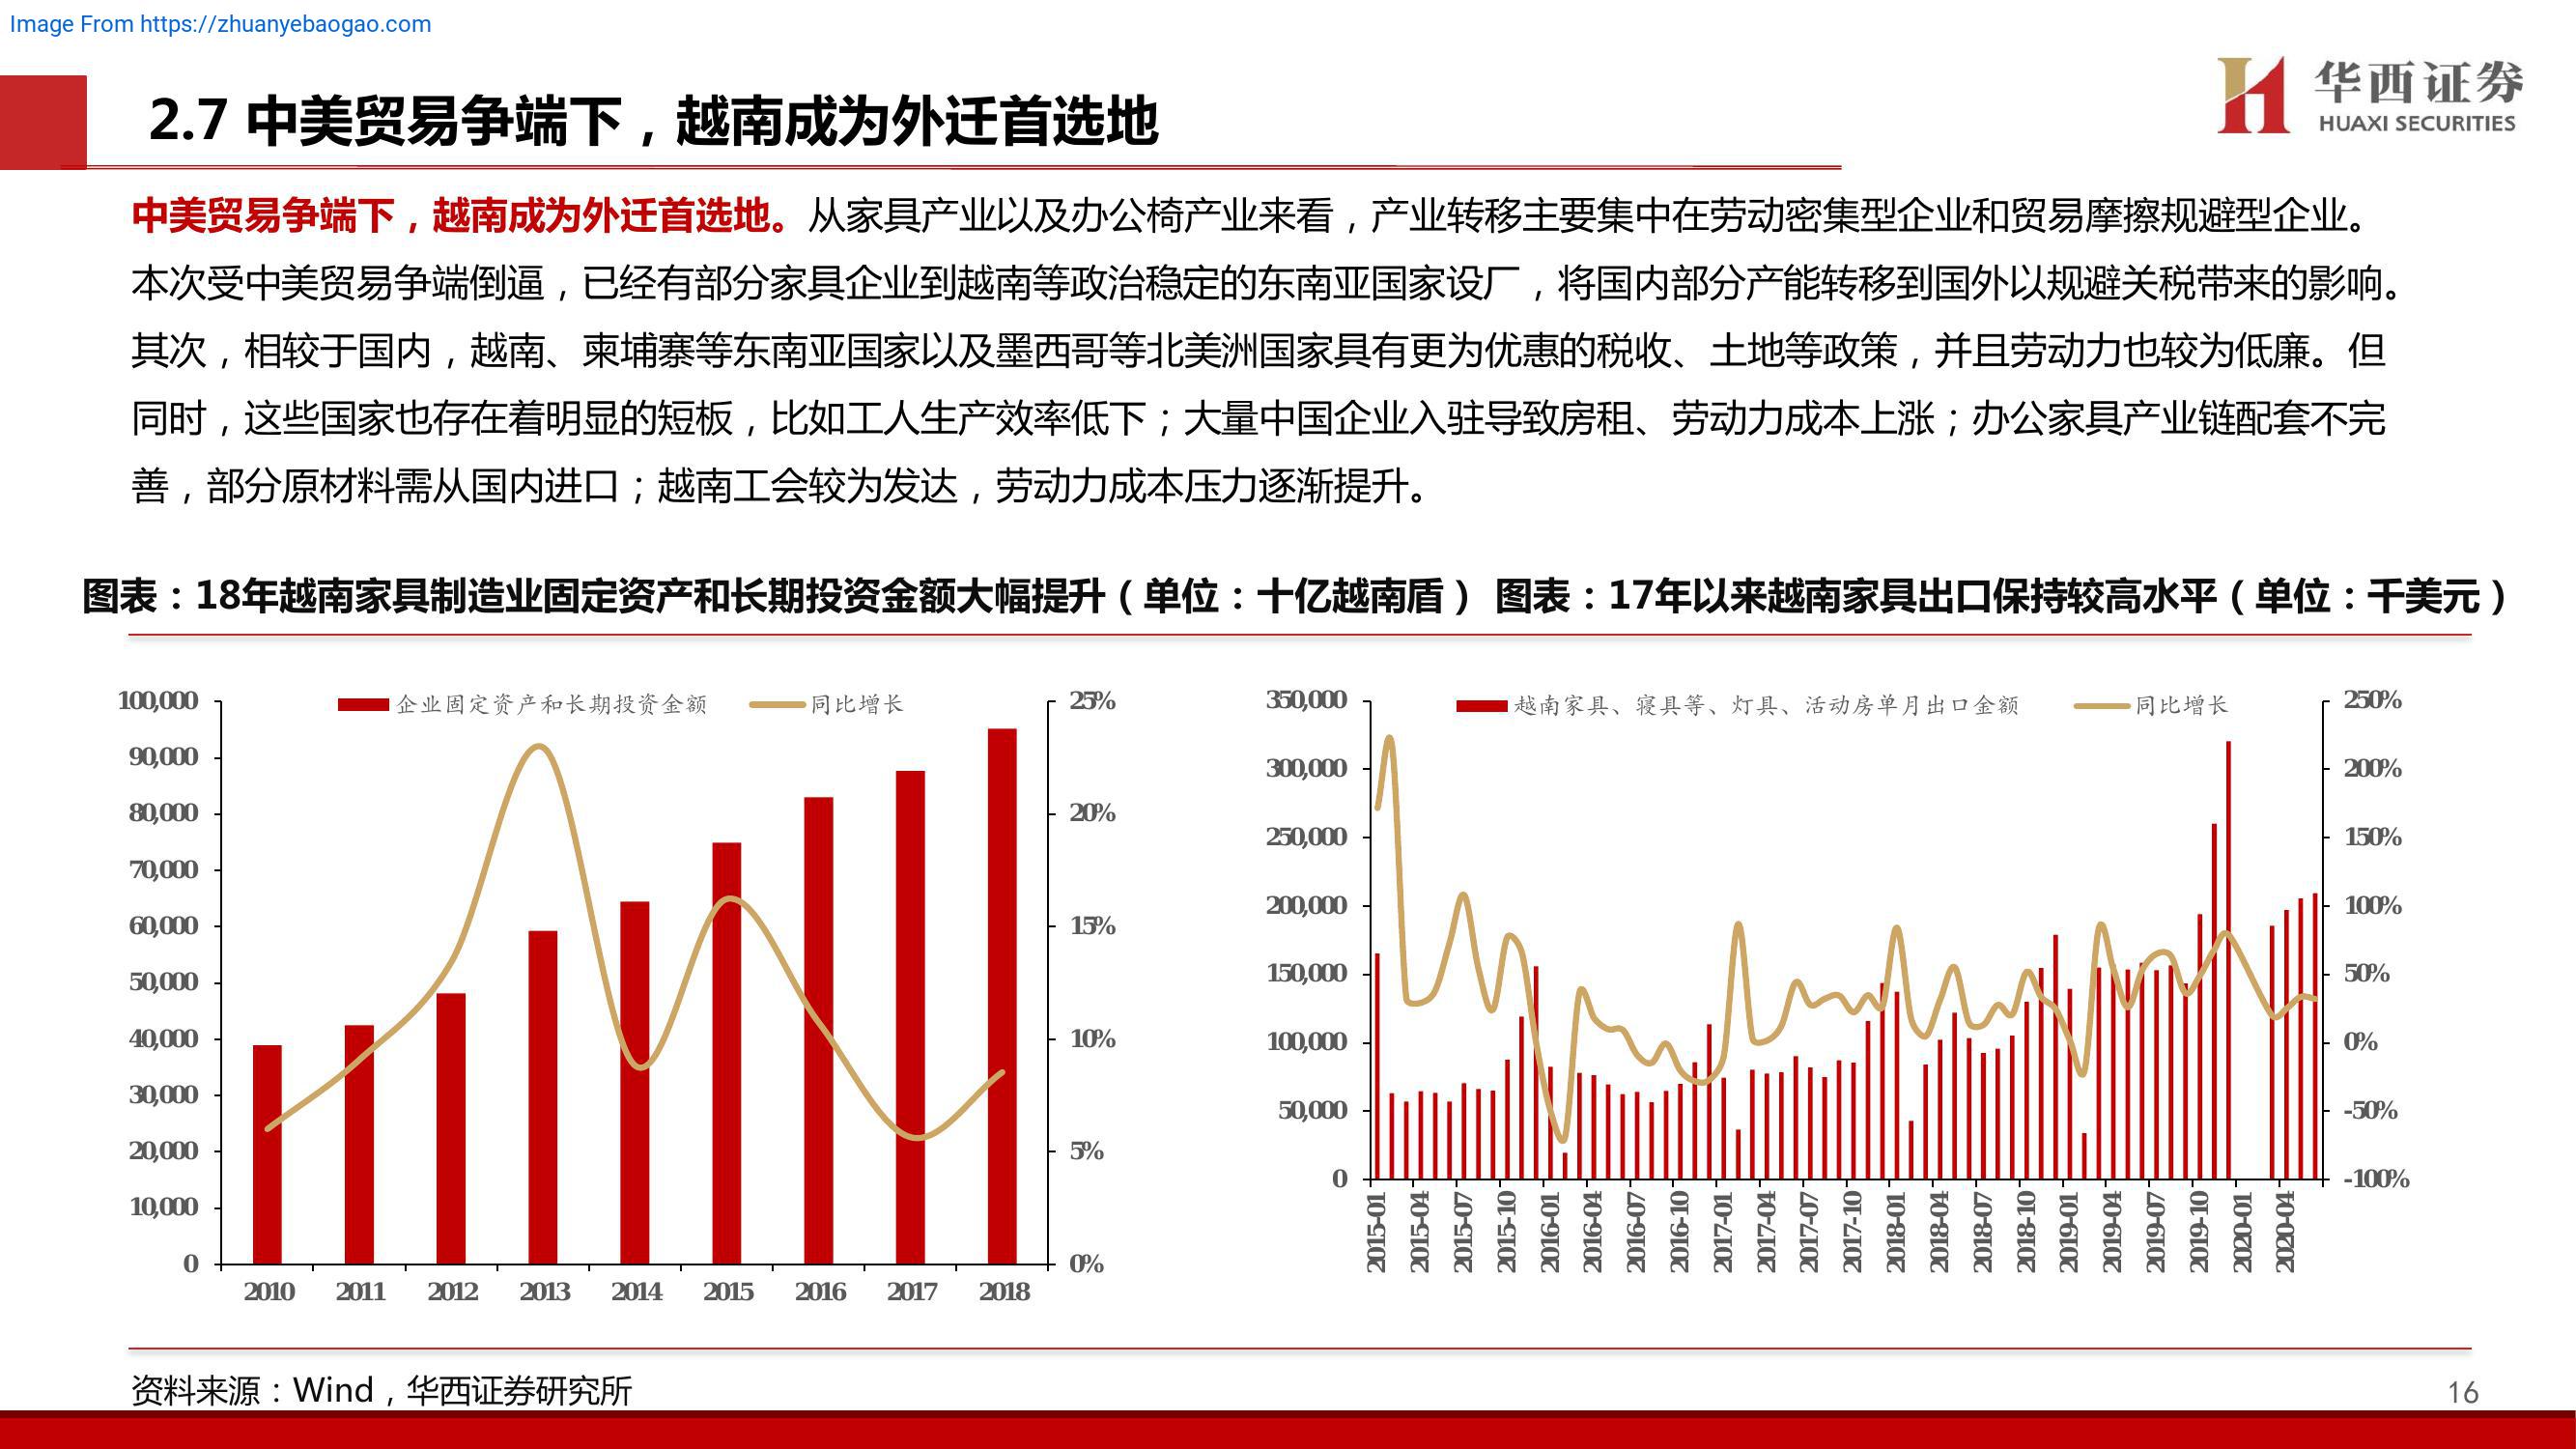 Image From https://zhuanyebaogao.com
华西证券
HUAXI SECURITIES
2.7 中美贸易争端下，越南成为外迁首选地
中美贸易争端下，越南成为外迁首选地。从家具产业以及办公椅产业来看，产业转移主要集中在劳动密集型企业和贸易摩擦规避型企业。
本次受中美贸易争端倒逼，已经有部分家具企业到越南等政治稳定的东南亚国家设厂，将国内部分产能转移到国外以规避关税带来的影响。
其次，相较于国内，越南、柬埔寨等东南亚国家以及墨西哥等北美洲国家具有更为优惠的税收、土地等政策，并且劳动力也较为低廉。但
同时，这些国家也存在着明显的短板，比如工人生产效率低下；大量中国企业入驻导致房租、劳动力成本上涨；办公家具产业链配套不完
善，部分原材料需从国内进口；越南工会较为发达，劳动力成本压力逐渐提升。
图表：18年越南家具制造业固定资产和长期投资金额大幅提升（单位：十亿越南盾） 图表：17年以来越南家具出口保持较高水平（单位：千美元）
企业固定资产和长期投资金额 同比增长
100,000
90,000
80,000
70,000
60,000
50,000
40,000
30,000
20,000
10,000
0
25%
20%
15%
10%
5%
0%
2010 2011 2012 2013 2014 2015 2016 2017 2018
越南家具、寝具等、灯具、活动房单月出口金额 同比增长
350,000
300,000
250,000
200,000
150,000
100,000
50,000
0
250%
200%
150%
100%
50%
0%
-50%
-100%
2015-01 2015-04 2015-07 2015-10 2016-01 2016-04 2016-07 2016-10 2017-01 2017-04 2017-07 2017-10 2018-01 2018-04 2018-07 2018-10 2019-01 2019-04 2019-07 2019-10 2020-01 2020-04
资料来源：Wind，华西证券研究所
16